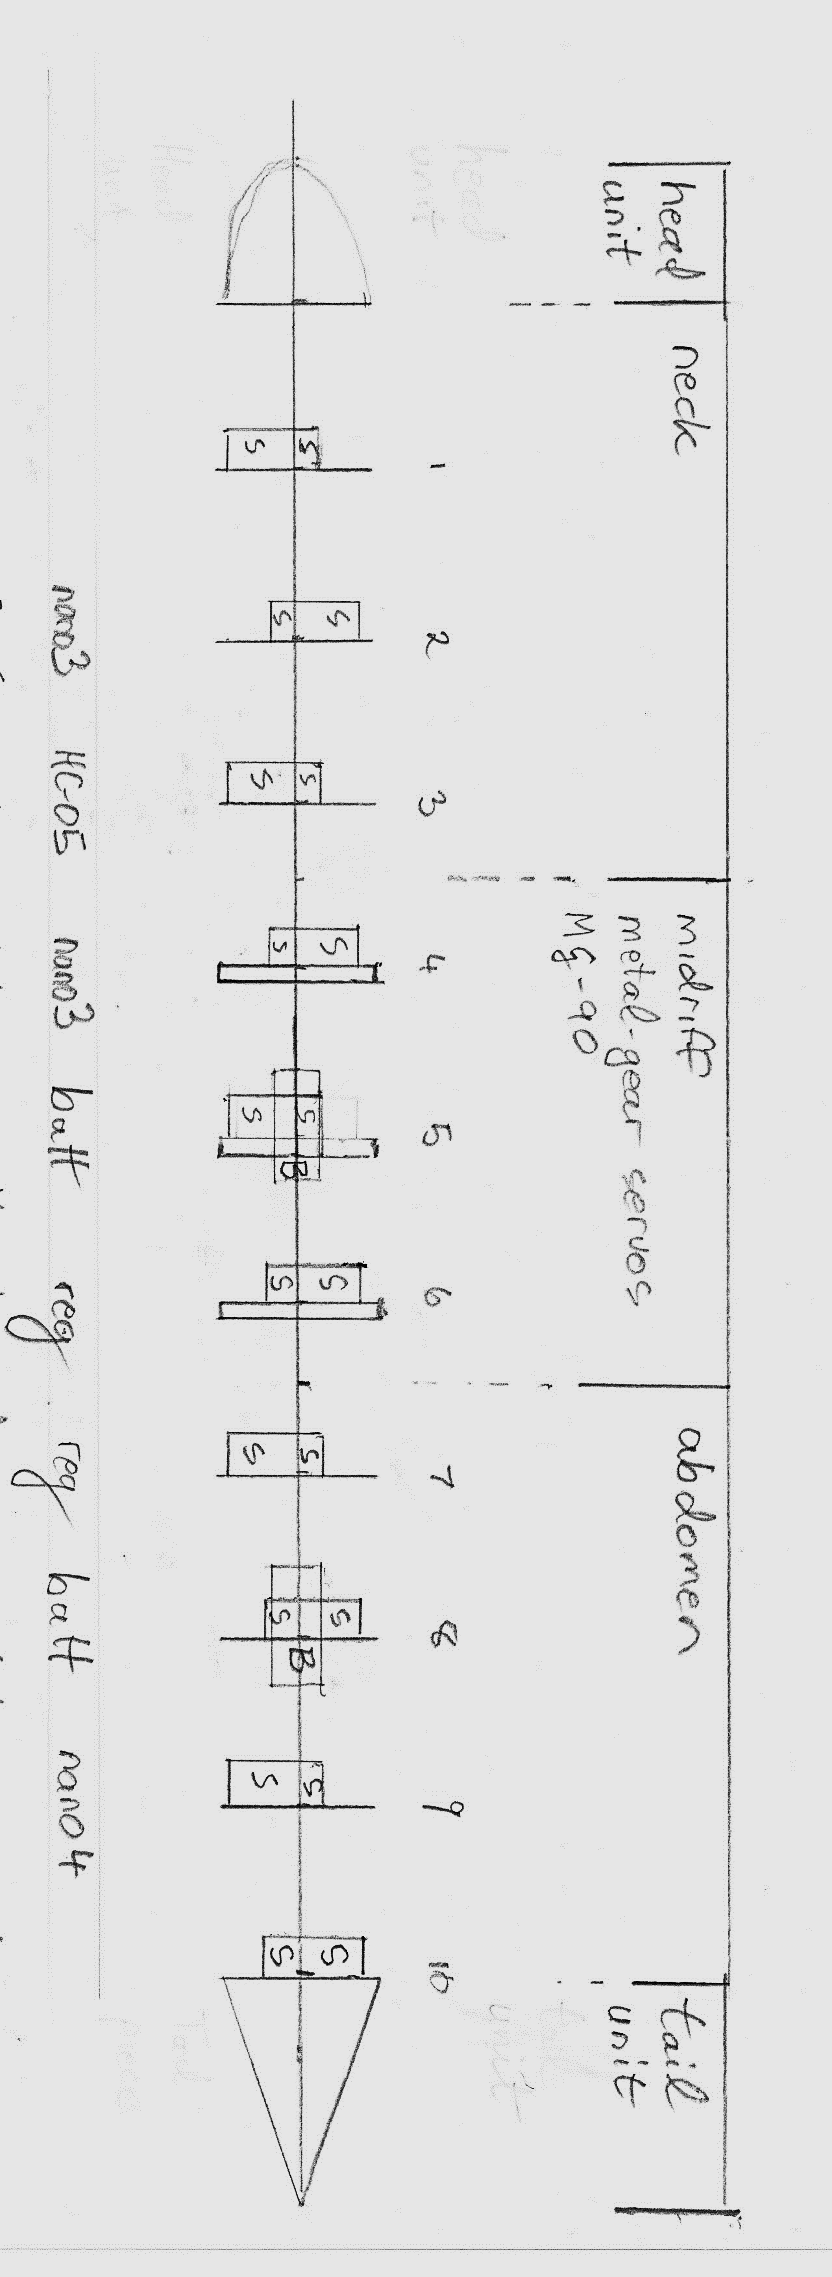 head unit
neck
midrift
metal-gear servos
MG-90
abdomen
tail unit
1 2 3 4 5 6 7 8 9 10
S S S S S S S S S S S S S S S S S S S S
B B
nano3 HC-05 nano3 batt reg reg batt nano4